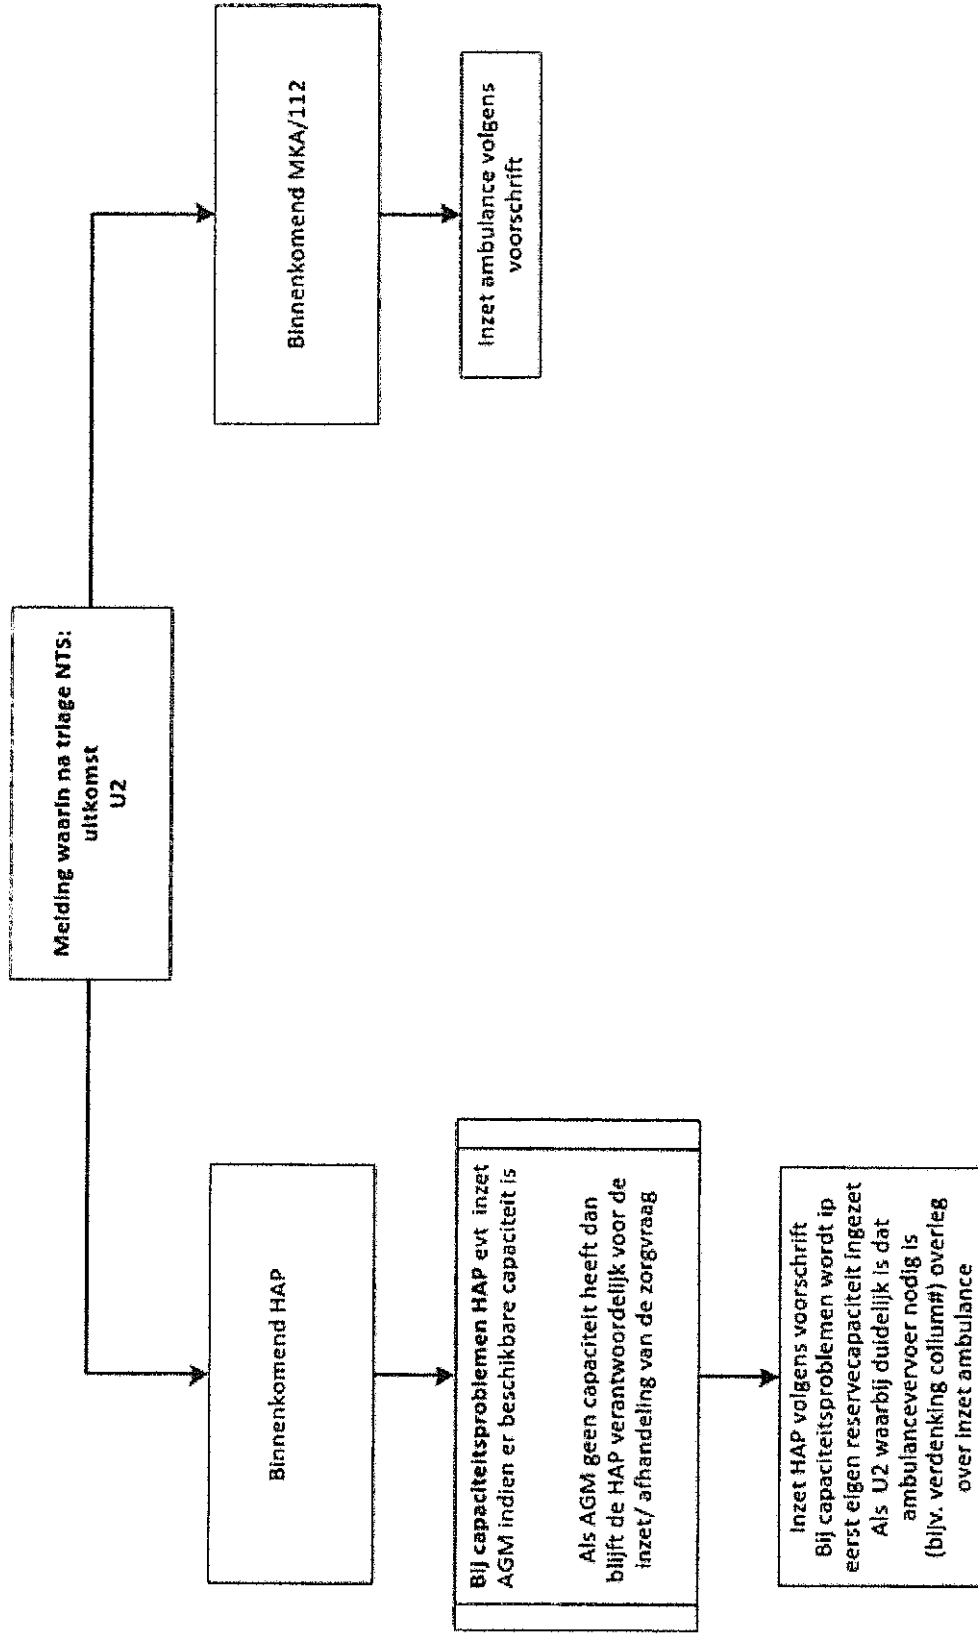 Melding waarin na triage NTS:
uitkomst
U2
Binnenkomend HAP
Binnenkomend MKA/112
Bij capaciteitsproblemen HAP evt inzet
AGM indien er beschikbare capaciteit is
Als AGM geen capaciteit heeft dan
blijft de HAP verantwoordelijk voor de
inzet/ afhandeling van de zorgvraag
Inzet ambulance volgens
voorschrift
Inzet HAP volgens voorschrift
Bij capaciteitsproblemen wordt ip
eerst eigen reservecapaciteit ingezet
Als U2 waarbij duidelijk is dat
ambulancevervoer nodig is
(bijv. verdenking collum#) overleg
over inzet ambulance